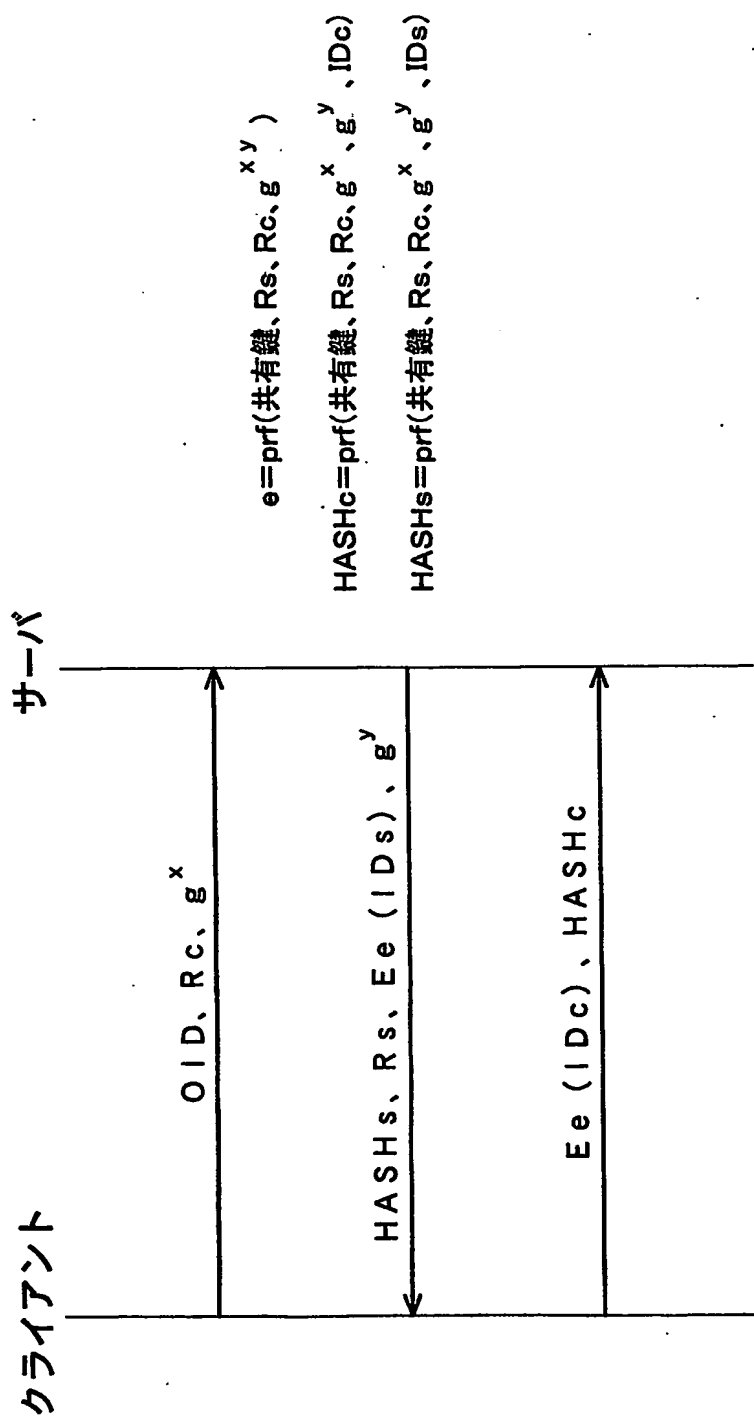 クライアント
サーバ
OID、Rc、g^x
HASHs、Rs、Ee(IDs)、g^y
Ee(IDc)、HASHc
e=prf(共有鍵、Rs、Rc、g^xy)
HASHc=prf(共有鍵、Rs、Rc、g^x、g^y、IDc)
HASHs=prf(共有鍵、Rs、Rc、g^x、g^y、IDs)